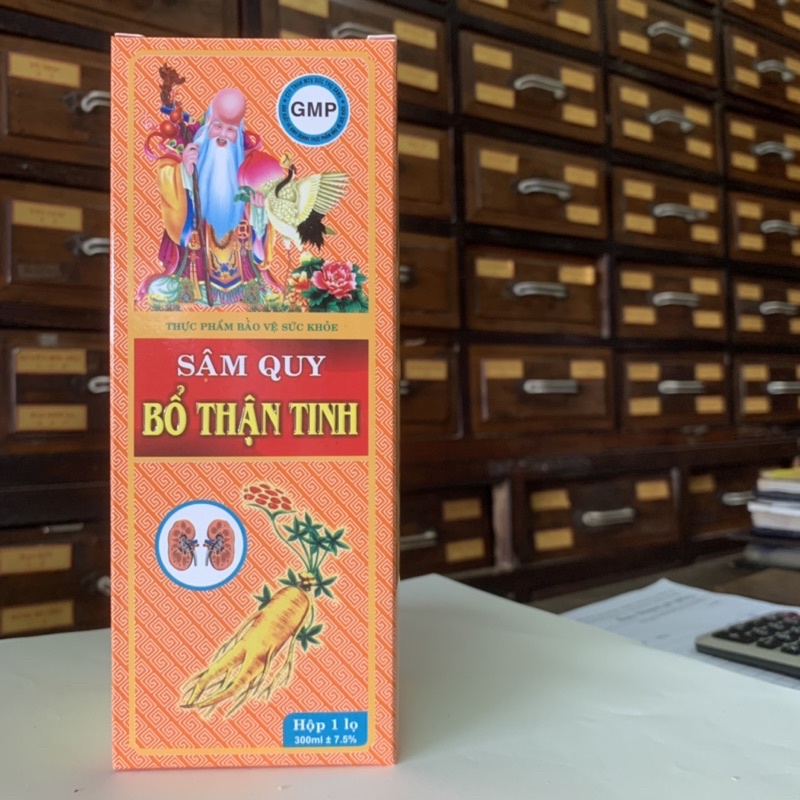 GMP
THỰC PHẨM BẢO VỆ SỨC KHỎE
SÂM QUY
BỔ THẬN TINH
Hộp 1 lọ
300ml ± 7.5%